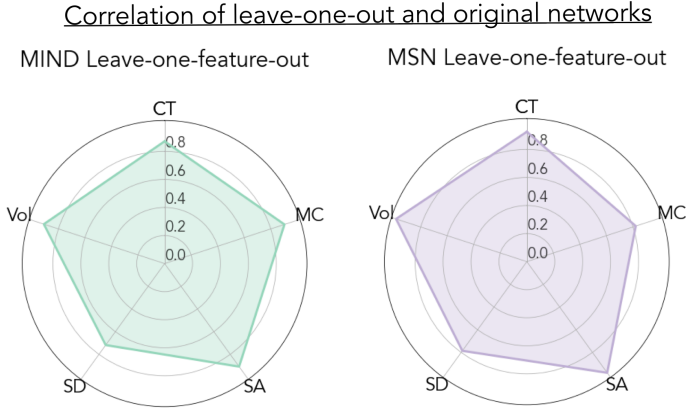 Correlation of leave-one-out and original networks
MIND Leave-one-feature-out
CT
0.8
0.6
0.4
0.2
0.0
Vol
MC
SD
SA
MSN Leave-one-feature-out
CT
0.8
0.6
0.4
0.2
0.0
Vol
MC
SD
SA